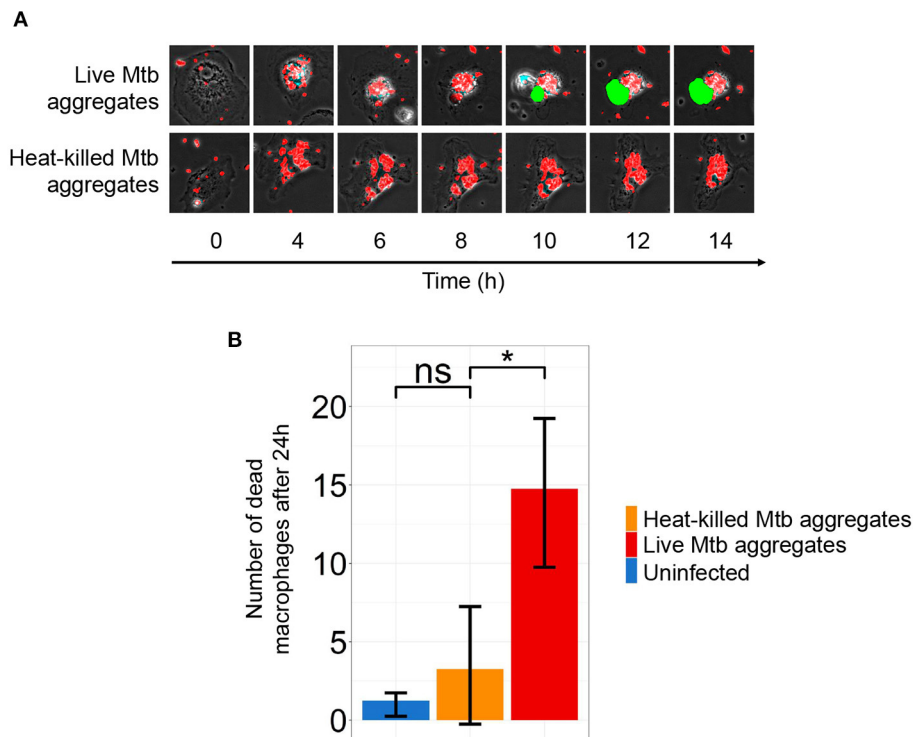 A
Live Mtb
aggregates
Heat-killed Mtb
aggregates
0 4 6 8 10 12 14
Time (h)
B
ns
*
20
15
10
5
0
Number of dead
macrophages after 24h
Heat-killed Mtb aggregates
Live Mtb aggregates
Uninfected